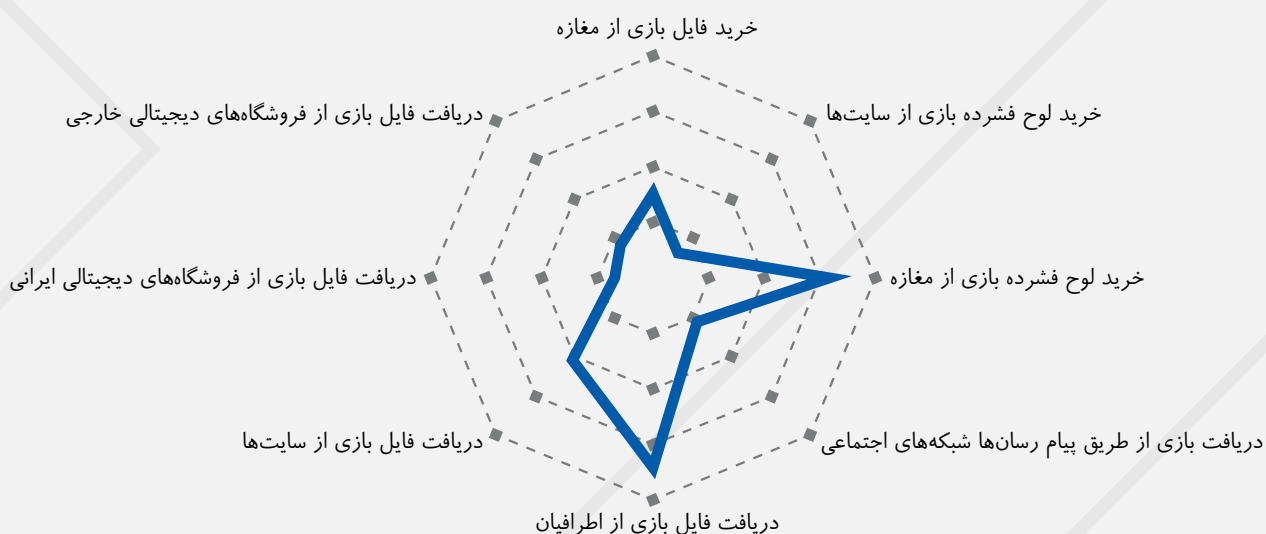 خرید فایل بازی از مغازه
خرید لوح فشرده بازی از سایت‌ها
دریافت فایل بازی از فروشگاه‌های دیجیتالی خارجی
خرید لوح فشرده بازی از مغازه
دریافت فایل بازی از فروشگاه‌های دیجیتالی ایرانی
دریافت بازی از طریق پیام رسان‌ها شبکه‌های اجتماعی
دریافت فایل بازی از سایت‌ها
دریافت فایل بازی از اطرافیان